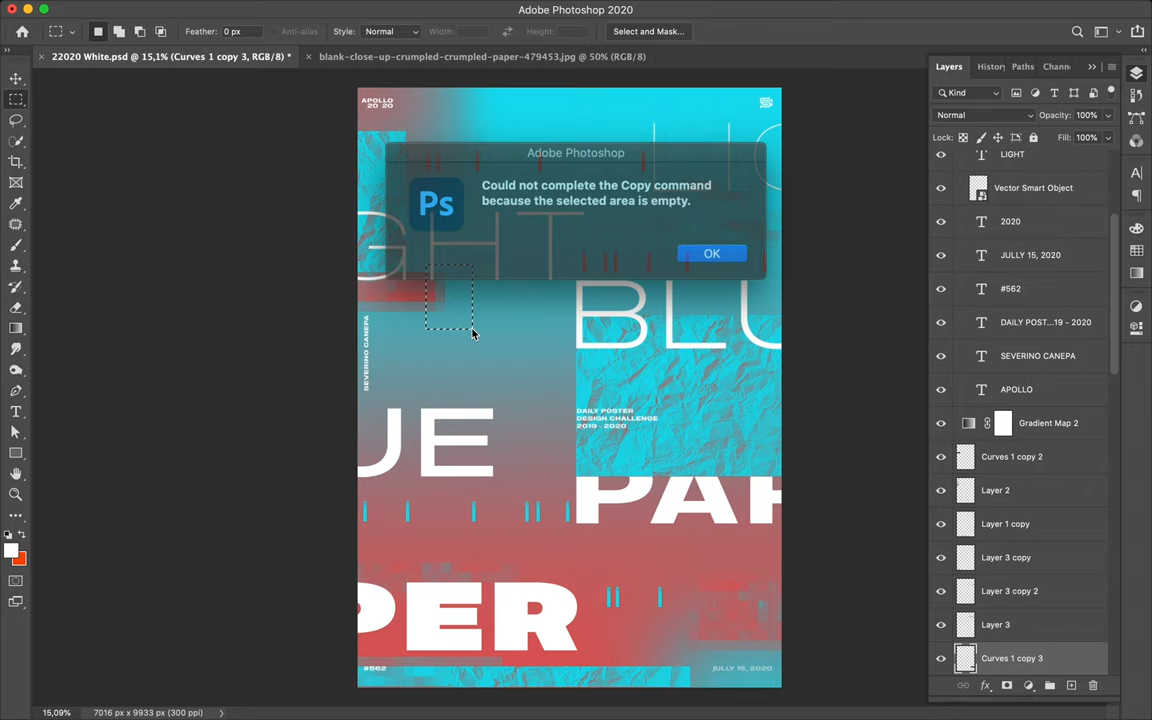 Adobe Photoshop 2020
Feather: 0 px
Anti-alias
Style: Normal
Width:
Height:
Select and Mask...
22020 White.psd @ 15,1% (Curves 1 copy 3, RGB/8) *
blank-close-up-crumpled-crumpled-paper-479453.jpg @ 50% (RGB/8)
Layers
History
Paths
Chann
Kind
Normal
Opacity: 100%
Lock:
Fill: 100%
LIGHT
Vector Smart Object
2020
JULLY 15, 2020
#562
DAILY POST...19 - 2020
SEVERINO CANEPA
APOLLO
Gradient Map 2
Curves 1 copy 2
Layer 2
Layer 1 copy
Layer 3 copy
Layer 3 copy 2
Layer 3
Curves 1 copy 3
APOLLO
20 20
Adobe Photoshop
Ps
Could not complete the Copy command
because the selected area is empty.
OK
GHT
BLU
SEVERINO CANEPA
UE
DAILY POSTER
DESIGN CHALLENGE
2019 - 2020
PAP
PER
#562
JULLY 15, 2020
15,09%
7016 px x 9933 px (300 ppi)